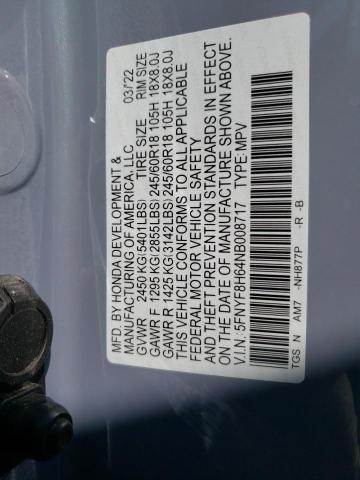 MFD. BY HONDA DEVELOPMENT & 03/22
MANUFACTURING OF AMERICA, LLC
GVWR 2450 KG(5401LBS) TIRE SIZE RIM SIZE
GAWR F 1295 KG(2855LBS) 245/60R18 105H 18X8.0J
GAWR R 1425 KG(3142LBS) 245/60R18 105H 18X8.0J
THIS VEHICLE CONFORMS TO ALL APPLICABLE
FEDERAL MOTOR VEHICLE SAFETY
AND THEFT PREVENTION STANDARDS IN EFFECT
ON THE DATE OF MANUFACTURE SHOWN ABOVE.
V.I.N.: 5FNYF8H64NB008717 TYPE:MPV
TGS N AM7 -NH877P -R -B